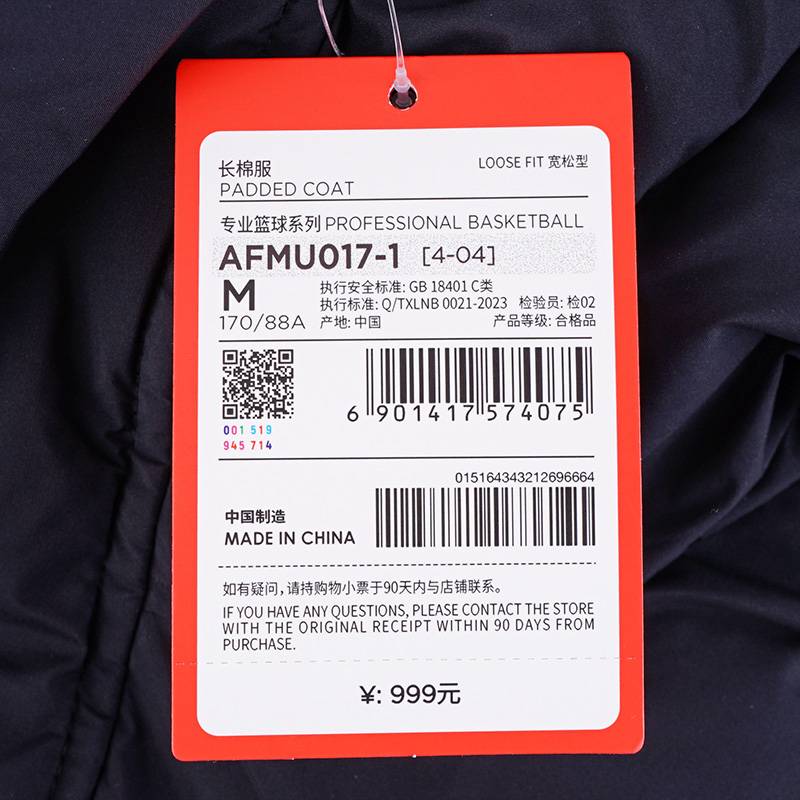 长棉服
PADDED COAT
LOOSE FIT 宽松型
专业篮球系列 PROFESSIONAL BASKETBALL
AFMU017-1 [4-04]
M
170/88A
执行安全标准: GB 18401 C类
执行标准: Q/TXLNB 0021-2023 检验员: 检02
产地: 中国 产品等级: 合格品
001 519
945 714
6 901417 574075
015164343212696664
中国制造
MADE IN CHINA
如有疑问，请持购物小票于90天内与店铺联系。
IF YOU HAVE ANY QUESTIONS, PLEASE CONTACT THE STORE
WITH THE ORIGINAL RECEIPT WITHIN 90 DAYS FROM
PURCHASE.
¥: 999元